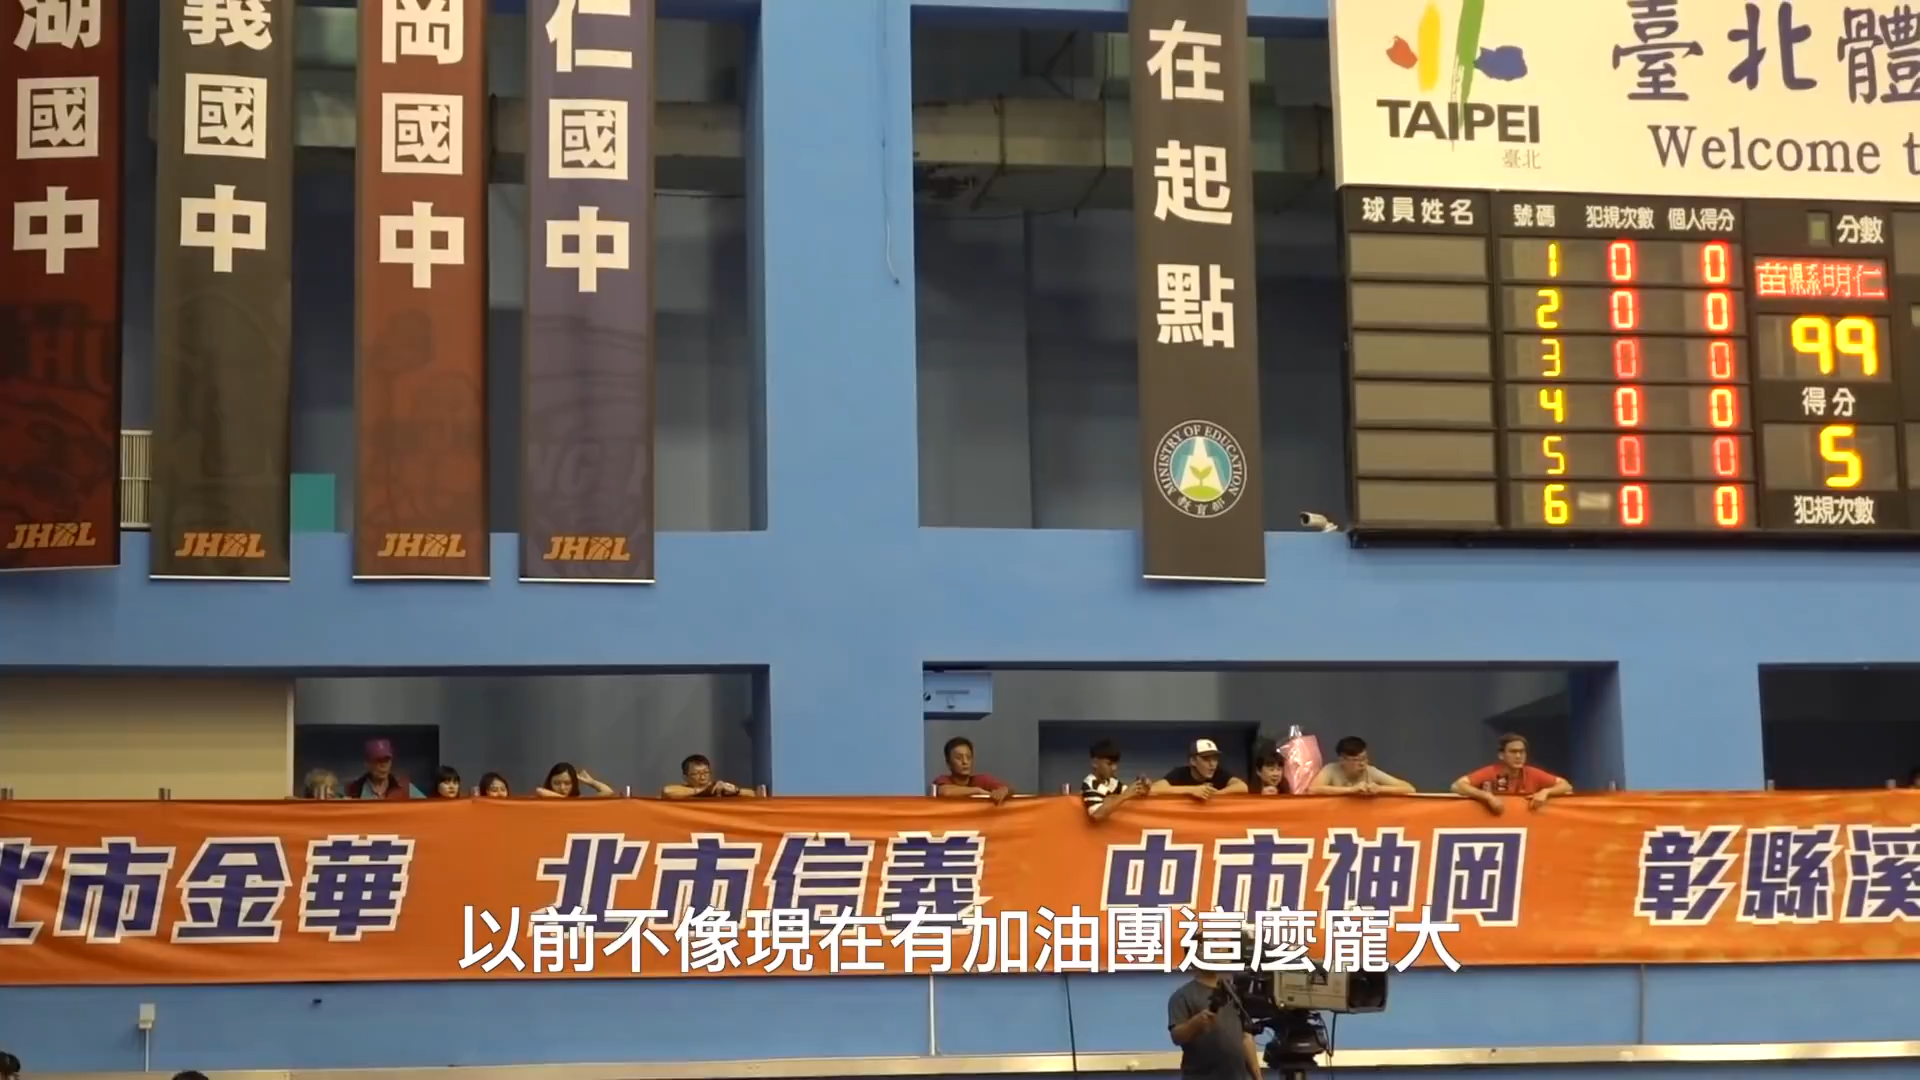 湖國中
義國中
岡國中
仁國中
JHBL
JHBL
JHBL
JHBL
在起點
MINISTRY OF EDUCATION
教育部
TAIPEI
臺北
臺北體
Welcome t
球員姓名 號碼 犯規次數 個人得分 分數
1 0 0
2 0 0
3 0 0
4 0 0
5 0 0
6 0 0
苗縣明仁
99
得分
5
犯規次數
北市金華 北市信義 中市神岡 彰縣溪
以前不像現在有加油團這麼龐大